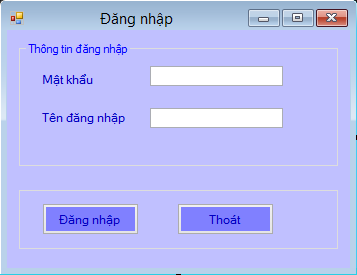 Đăng nhập
Thông tin đăng nhập
Mật khẩu
Tên đăng nhập
Đăng nhập
Thoát